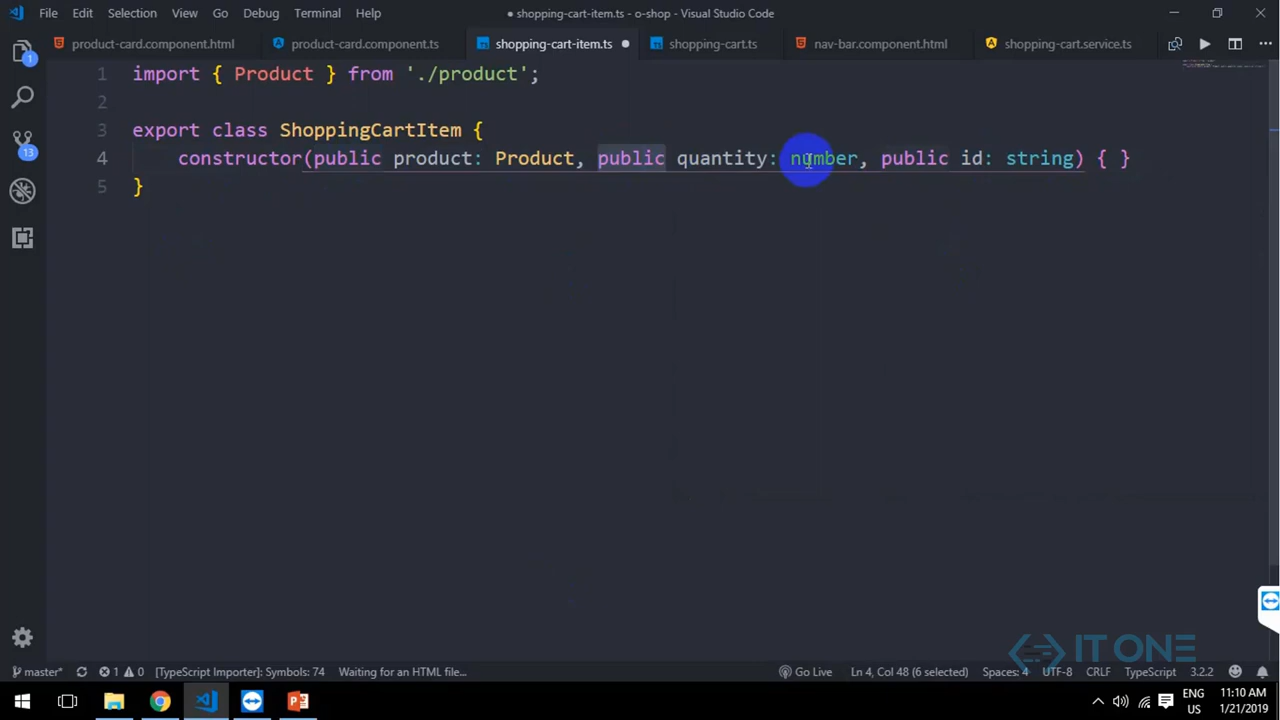 File Edit Selection View Go Debug Terminal Help
● shopping-cart-item.ts - o-shop - Visual Studio Code
product-card.component.html product-card.component.ts shopping-cart-item.ts ● shopping-cart.ts nav-bar.component.html shopping-cart.service.ts
1 import { Product } from './product';
2
3 export class ShoppingCartItem {
4 constructor(public product: Product, public quantity: number, public id: string) { }
5 }
1
13
IT ONE
master* 1 0 [TypeScript Importer]: Symbols: 74 Waiting for an HTML file... Go Live Ln 4, Col 48 (6 selected) Spaces: 4 UTF-8 CRLF TypeScript 3.2.2
ENG 11:10 AM
US 1/21/2019